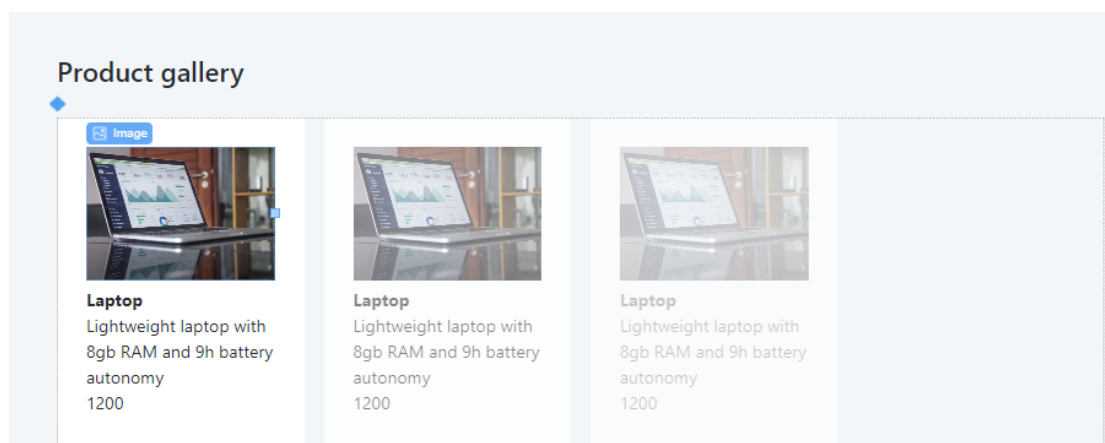 Product gallery
Image
Laptop
Lightweight laptop with
8gb RAM and 9h battery
autonomy
1200
Laptop
Lightweight laptop with
8gb RAM and 9h battery
autonomy
1200
Laptop
Lightweight laptop with
8gb RAM and 9h battery
autonomy
1200